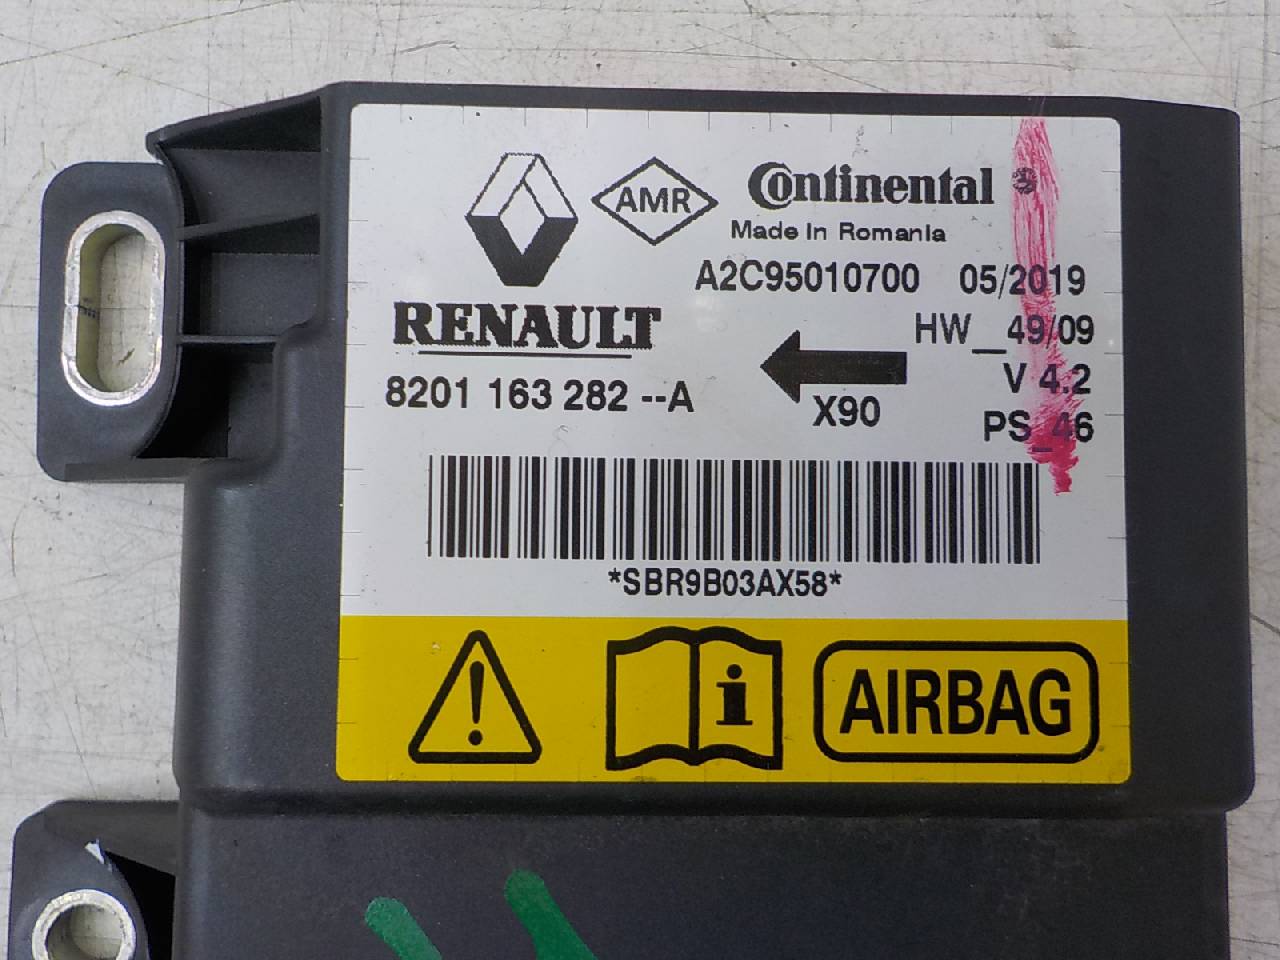 AMR
Continental
Made in Romania
A2C95010700 05/2019
RENAULT
HW_49/09
V 4.2
8201 163 282 --A
X90
PS_46
*SBR9B03AX58*
i
AIRBAG